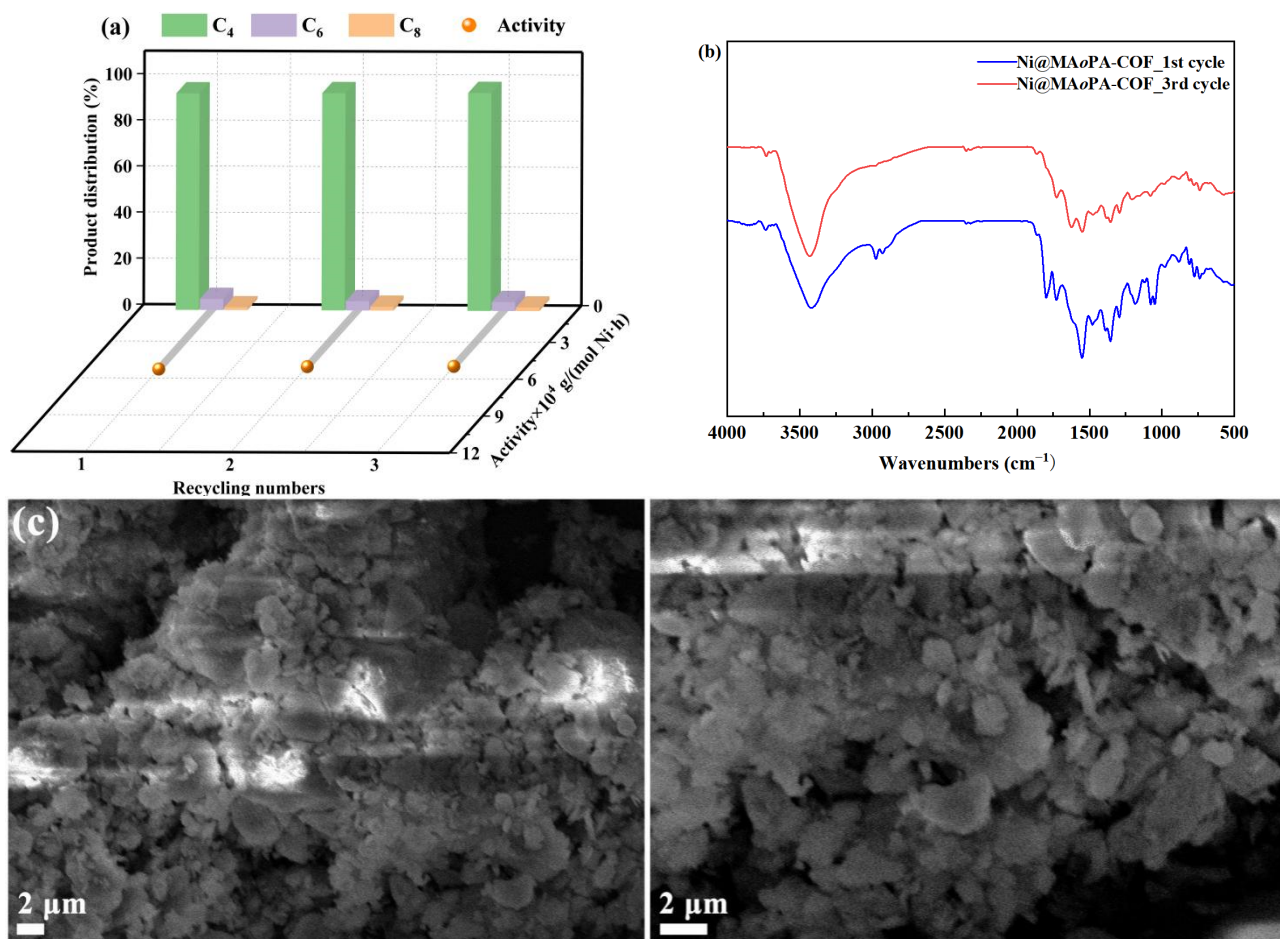 (a) C₄ C₆ C₈ Activity
Product distribution (%)
100
80
60
40
20
0
0
3
6
9
12
Activity×10⁴ g/(mol Ni·h)
1 2 3
Recycling numbers
(b)
Ni@MAoPA-COF_1st cycle
Ni@MAoPA-COF_3rd cycle
4000 3500 3000 2500 2000 1500 1000 500
Wavenumbers (cm⁻¹)
(c)
2 μm
2 μm